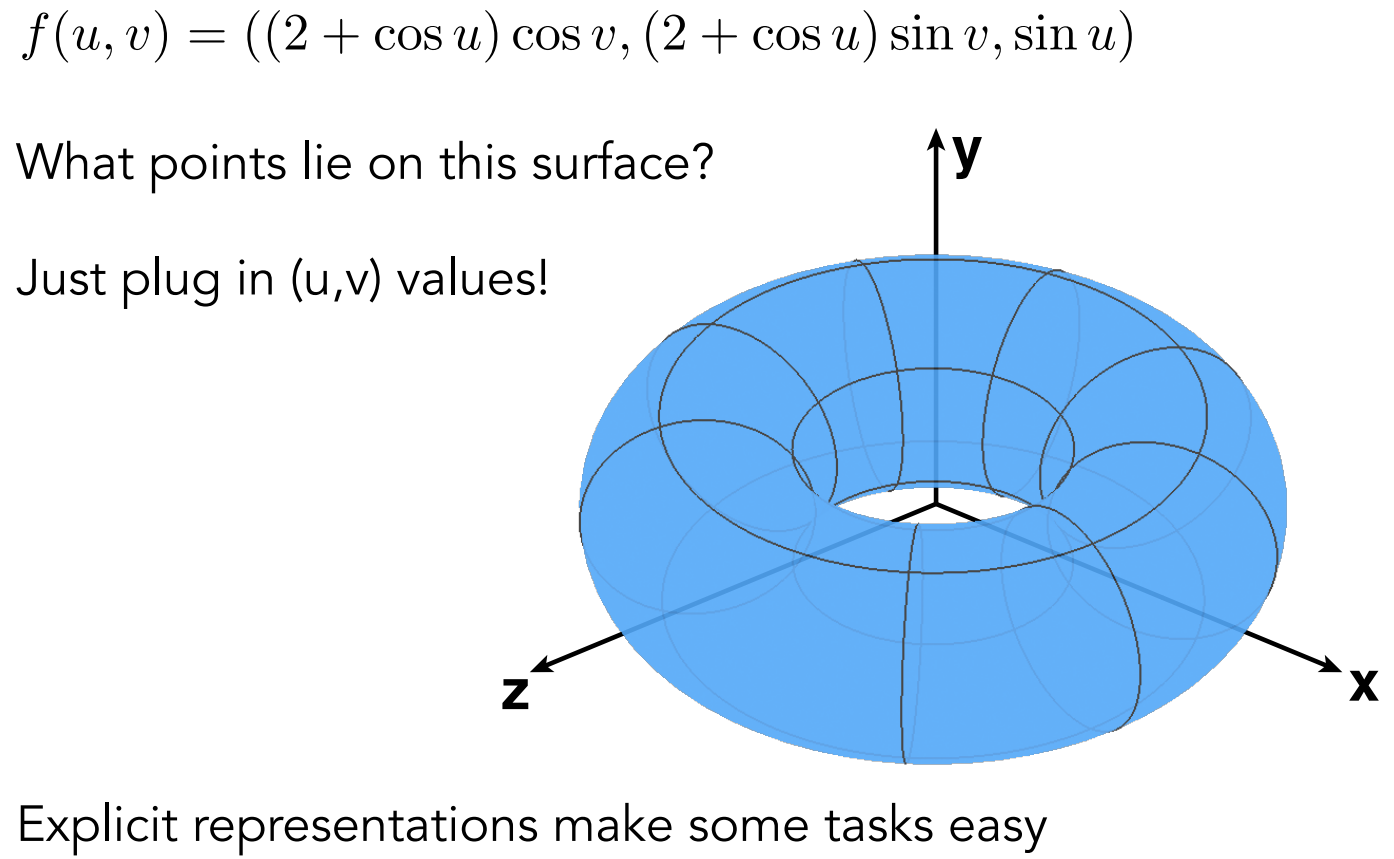 f(u, v) = ((2 + cos u) cos v, (2 + cos u) sin v, sin u)
What points lie on this surface?
y
Just plug in (u,v) values!
z
x
Explicit representations make some tasks easy